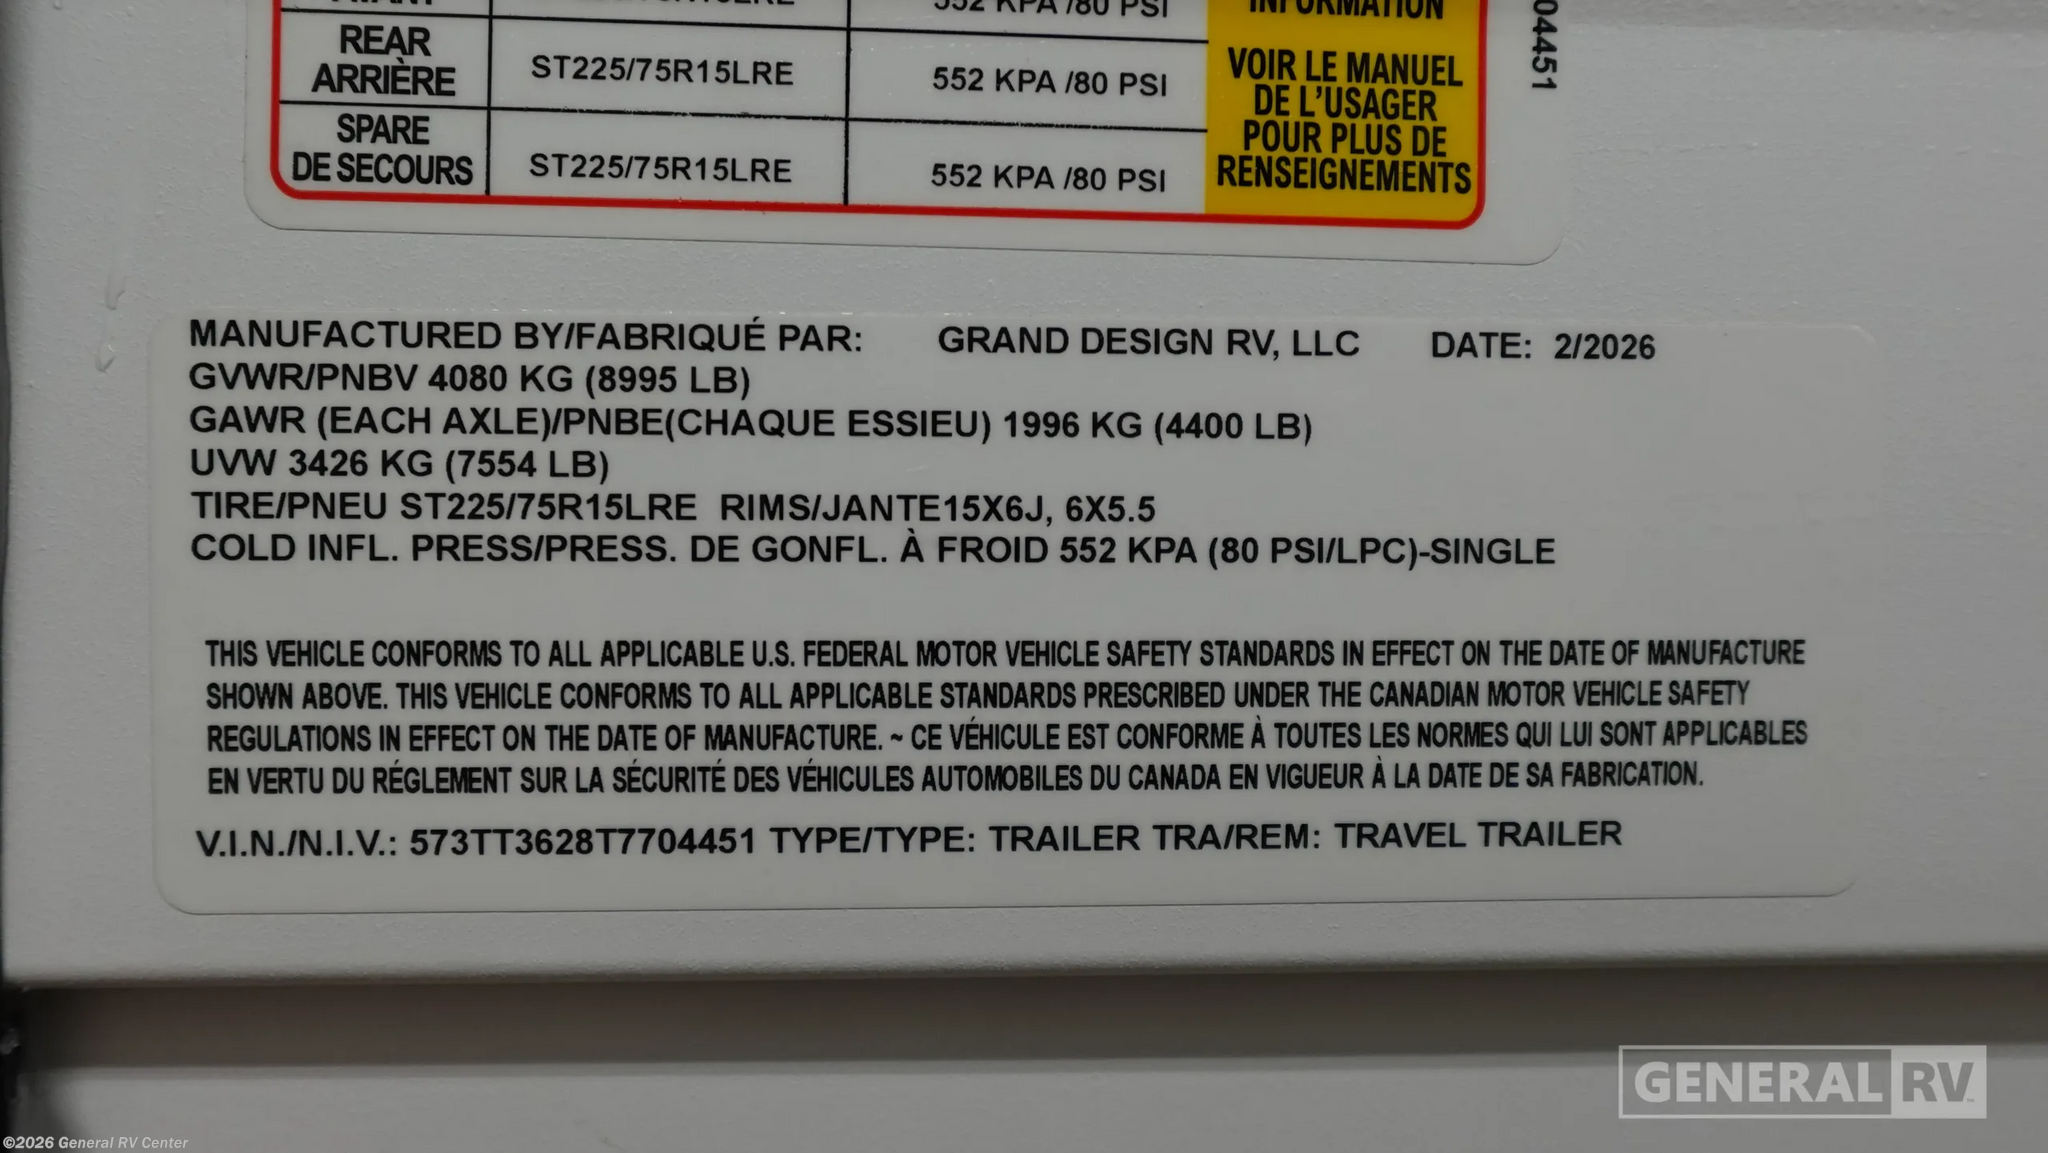 552 KPA /80 PSI
INFORMATION
REAR
ARRIÈRE
ST225/75R15LRE
552 KPA /80 PSI
VOIR LE MANUEL
DE L'USAGER
POUR PLUS DE
RENSEIGNEMENTS
SPARE
DE SECOURS
ST225/75R15LRE
552 KPA /80 PSI
04451
MANUFACTURED BY/FABRIQUÉ PAR: GRAND DESIGN RV, LLC DATE: 2/2026
GVWR/PNBV 4080 KG (8995 LB)
GAWR (EACH AXLE)/PNBE(CHAQUE ESSIEU) 1996 KG (4400 LB)
UVW 3426 KG (7554 LB)
TIRE/PNEU ST225/75R15LRE RIMS/JANTE15X6J, 6X5.5
COLD INFL. PRESS/PRESS. DE GONFL. À FROID 552 KPA (80 PSI/LPC)-SINGLE
THIS VEHICLE CONFORMS TO ALL APPLICABLE U.S. FEDERAL MOTOR VEHICLE SAFETY STANDARDS IN EFFECT ON THE DATE OF MANUFACTURE
SHOWN ABOVE. THIS VEHICLE CONFORMS TO ALL APPLICABLE STANDARDS PRESCRIBED UNDER THE CANADIAN MOTOR VEHICLE SAFETY
REGULATIONS IN EFFECT ON THE DATE OF MANUFACTURE. ~ CE VÉHICULE EST CONFORME À TOUTES LES NORMES QUI LUI SONT APPLICABLES
EN VERTU DU RÉGLEMENT SUR LA SÉCURITÉ DES VÉHICULES AUTOMOBILES DU CANADA EN VIGUEUR À LA DATE DE SA FABRICATION.
V.I.N./N.I.V.: 573TT3628T7704451 TYPE/TYPE: TRAILER TRA/REM: TRAVEL TRAILER
GENERAL RV
©2026 General RV Center